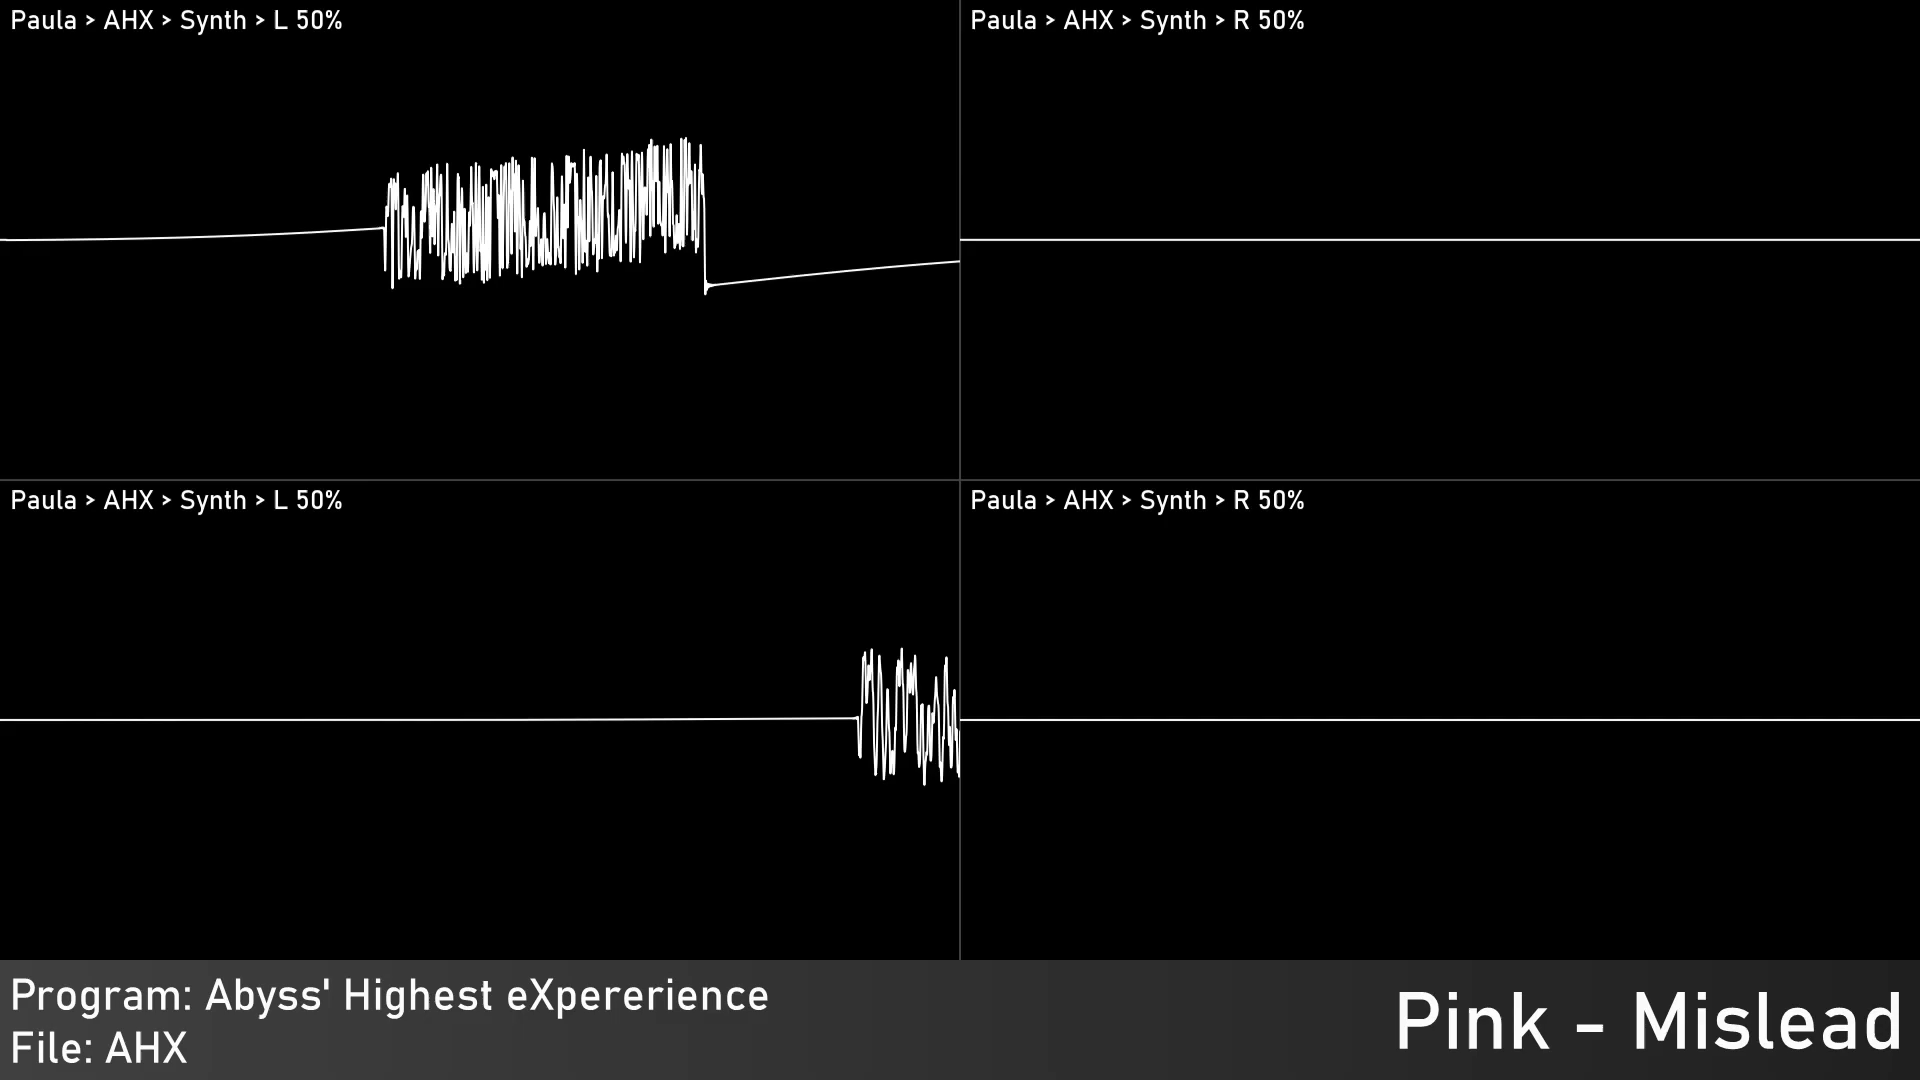 Paula > AHX > Synth > L 50%
Paula > AHX > Synth > R 50%
Paula > AHX > Synth > L 50%
Paula > AHX > Synth > R 50%
Program: Abyss' Highest eXpererience
File: AHX
Pink - Mislead